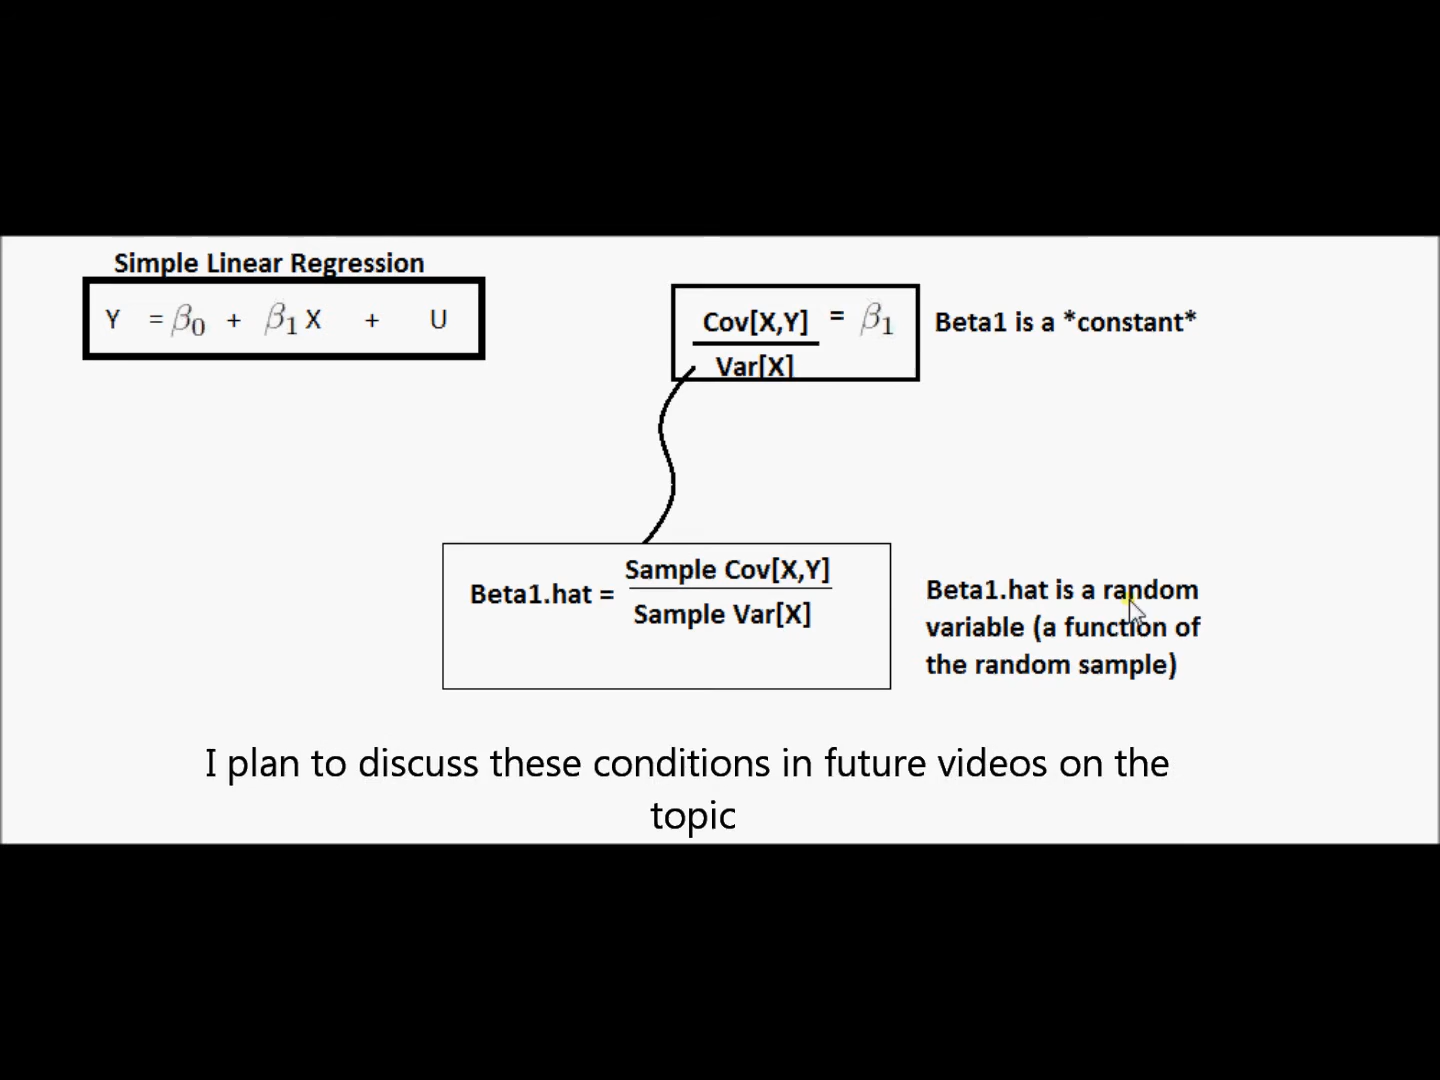 Simple Linear Regression
Y = β0 + β1 X + U
Cov[X,Y] = β1
Var[X]
Beta1 is a *constant*
Beta1.hat = Sample Cov[X,Y]
Sample Var[X]
Beta1.hat is a random
variable (a function of
the random sample)
I plan to discuss these conditions in future videos on the
topic